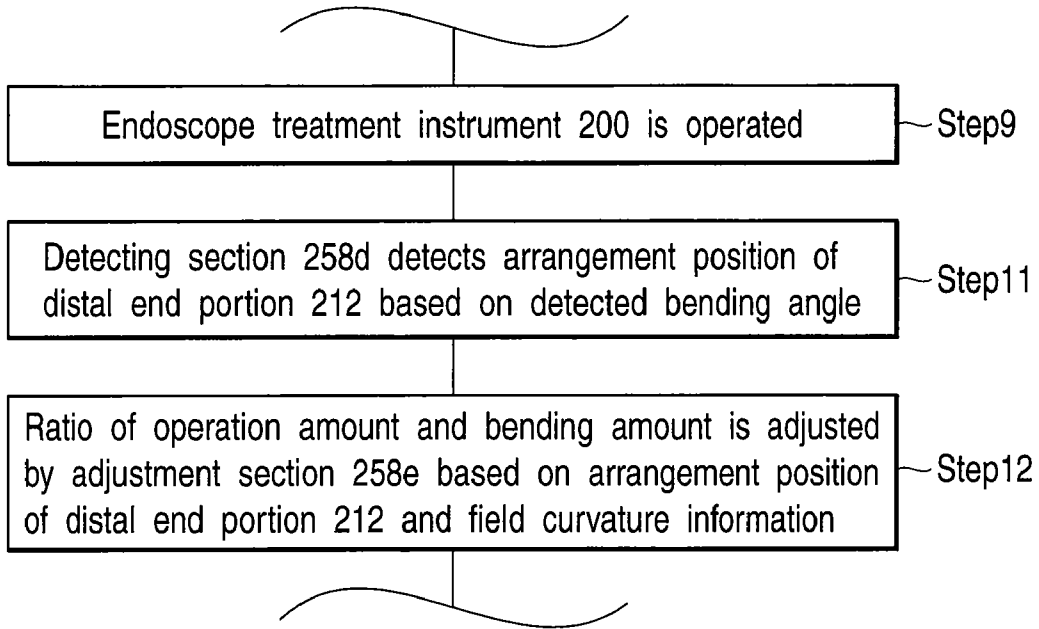 Endoscope treatment instrument 200 is operated
Step9
Detecting section 258d detects arrangement position of
distal end portion 212 based on detected bending angle
Step11
Ratio of operation amount and bending amount is adjusted
by adjustment section 258e based on arrangement position
of distal end portion 212 and field curvature information
Step12